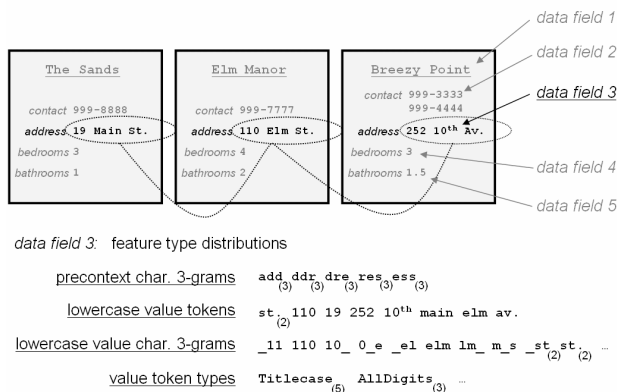 data field 1
data field 2
data field 3
data field 4
data field 5
The Sands
contact 999-8888
address 19 Main St.
bedrooms 3
bathrooms 1
Elm Manor
contact 999-7777
address 110 Elm St.
bedrooms 4
bathrooms 2
Breezy Point
contact 999-3333
999-4444
address 252 10th Av.
bedrooms 3
bathrooms 1.5
data field 3: feature type distributions
precontext char. 3-grams add(3) ddr(3) dre(3) res(3) ess(3)
lowercase value tokens st.(2) 110 19 252 10th main elm av.
lowercase value char. 3-grams _11 110 10_ 0_e _el elm lm_ m_s _st(2) st.(2) …
value token types Titlecase(5) AllDigits(3) …